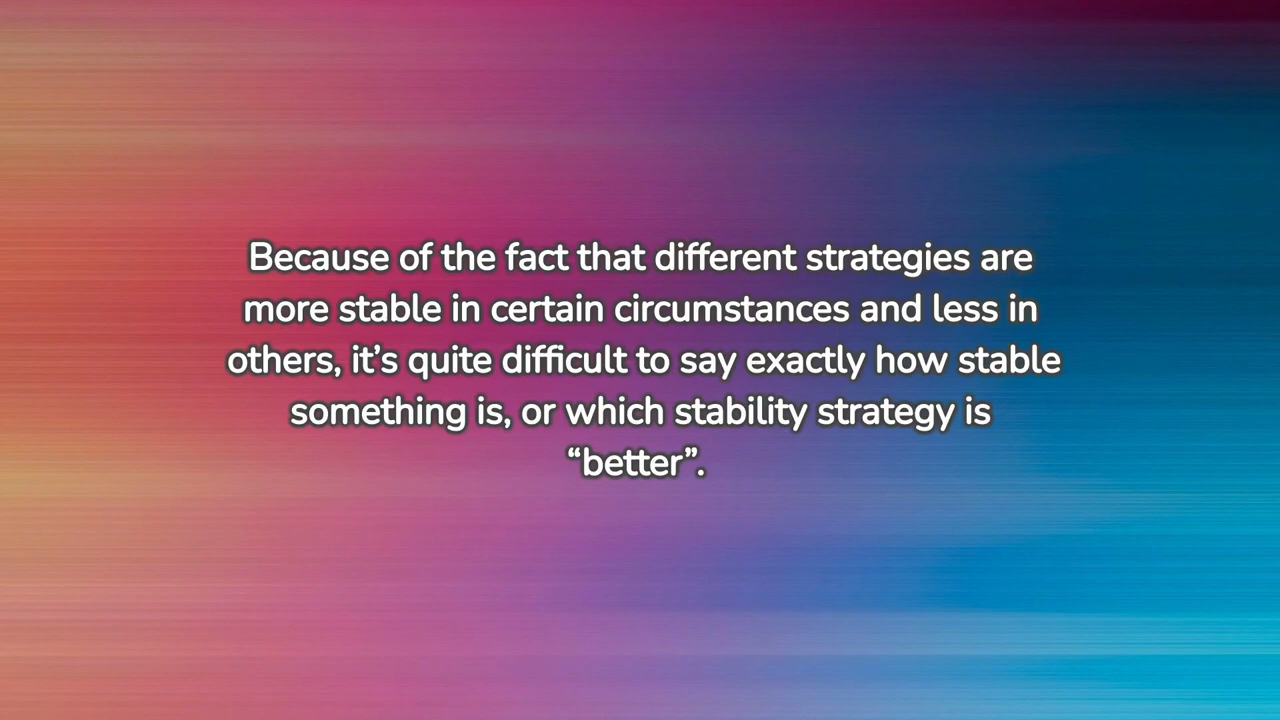 Because of the fact that different strategies are
more stable in certain circumstances and less in
others, it’s quite difficult to say exactly how stable
something is, or which stability strategy is
“better”.